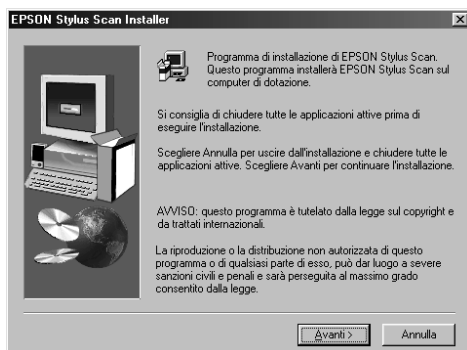 EPSON Stylus Scan Installer
Programma di installazione di EPSON Stylus Scan.
Questo programma installerà EPSON Stylus Scan sul
computer di dotazione.
Si consiglia di chiudere tutte le applicazioni attive prima di
eseguire l'installazione.
Scegliere Annulla per uscire dall'installazione e chiudere tutte le
applicazioni attive. Scegliere Avanti per continuare l'installazione.
AVVISO: questo programma è tutelato dalla legge sul copyright e
da trattati internazionali.
La riproduzione o la distribuzione non autorizzata di questo
programma o di qualsiasi parte di esso, può dar luogo a severe
sanzioni civili e penali e sarà perseguita al massimo grado
consentito dalla legge.
Avanti >
Annulla